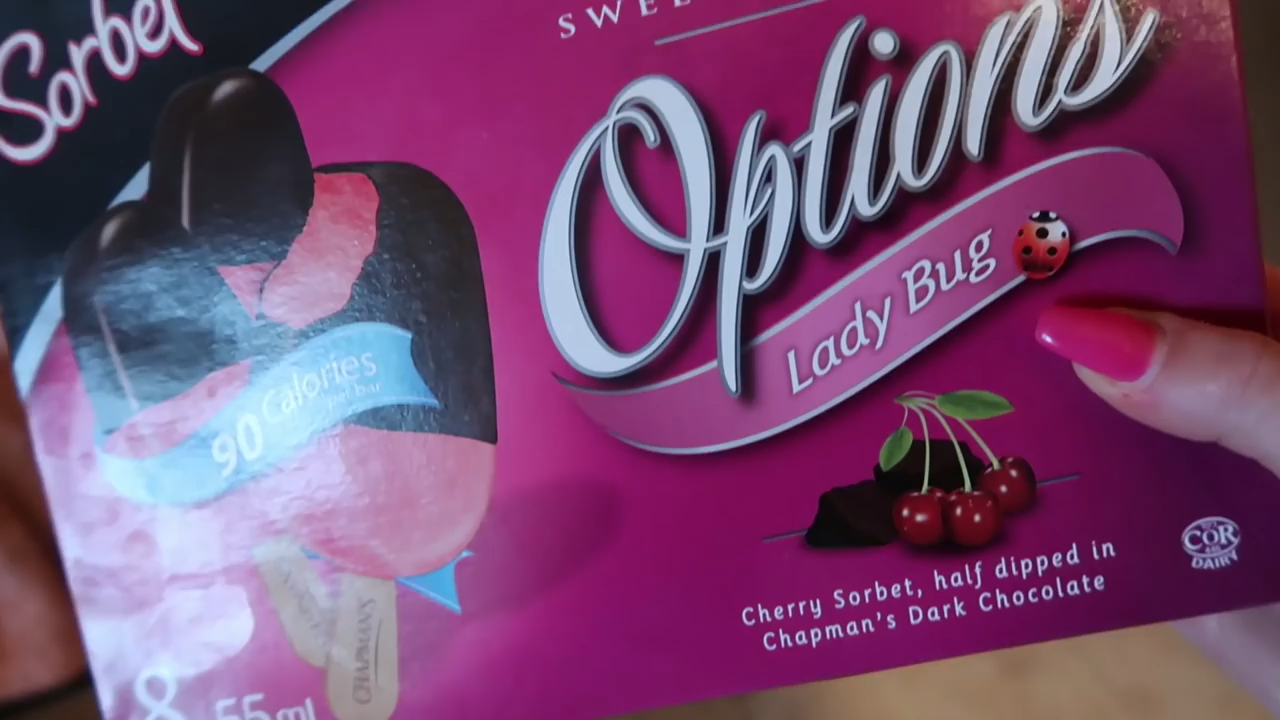 Sorbet
Options
Lady Bug
90 Calories
per bar
Cherry Sorbet, half dipped in
Chapman's Dark Chocolate
COR
DAIRY
CHAPMAN'S
8
55ml